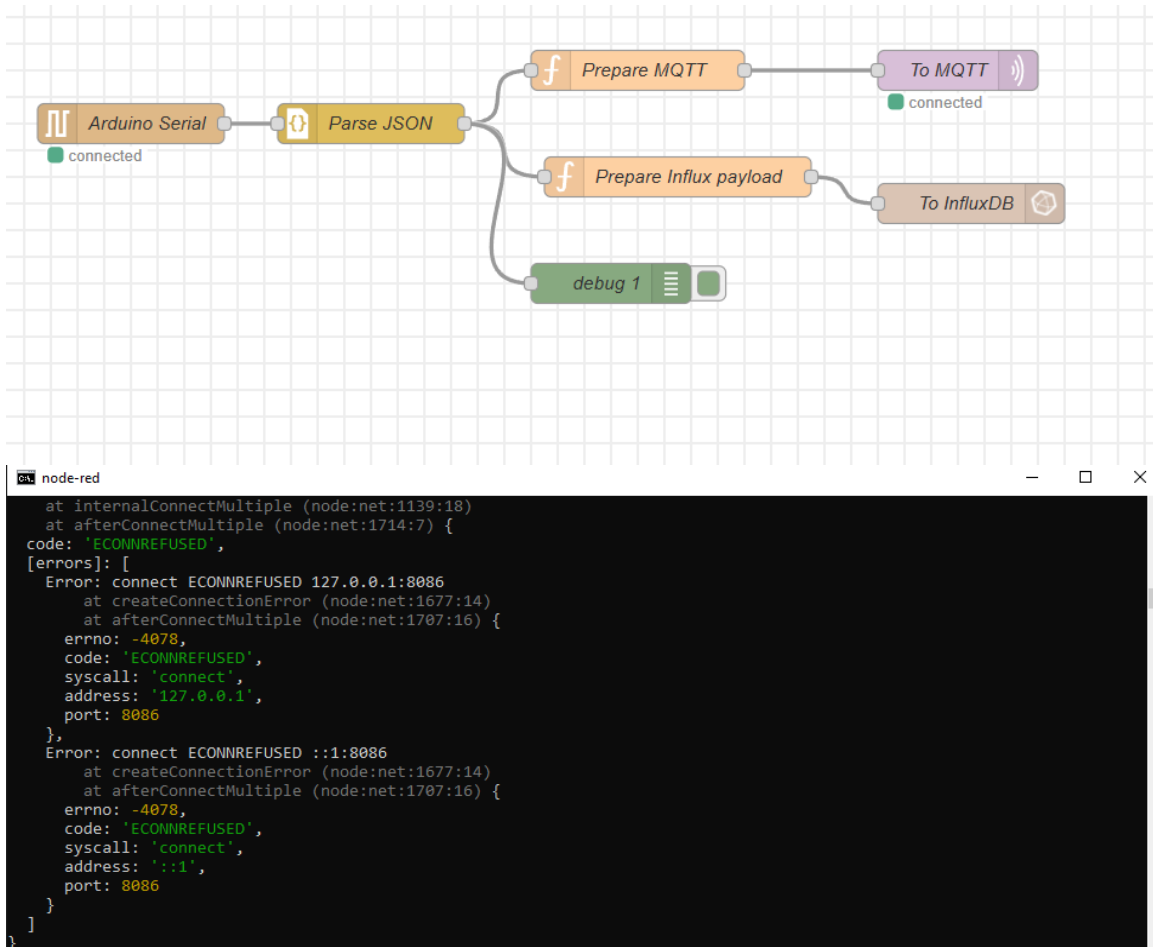 Prepare MQTT
To MQTT
connected
Arduino Serial
Parse JSON
connected
Prepare Influx payload
To InfluxDB
debug 1
node-red
at internalConnectMultiple (node:net:1139:18)
at afterConnectMultiple (node:net:1714:7) {
code: 'ECONNREFUSED',
[errors]: [
Error: connect ECONNREFUSED 127.0.0.1:8086
at createConnectionError (node:net:1677:14)
at afterConnectMultiple (node:net:1707:16) {
errno: -4078,
code: 'ECONNREFUSED',
syscall: 'connect',
address: '127.0.0.1',
port: 8086
},
Error: connect ECONNREFUSED ::1:8086
at createConnectionError (node:net:1677:14)
at afterConnectMultiple (node:net:1707:16) {
errno: -4078,
code: 'ECONNREFUSED',
syscall: 'connect',
address: '::1',
port: 8086
}
]
}